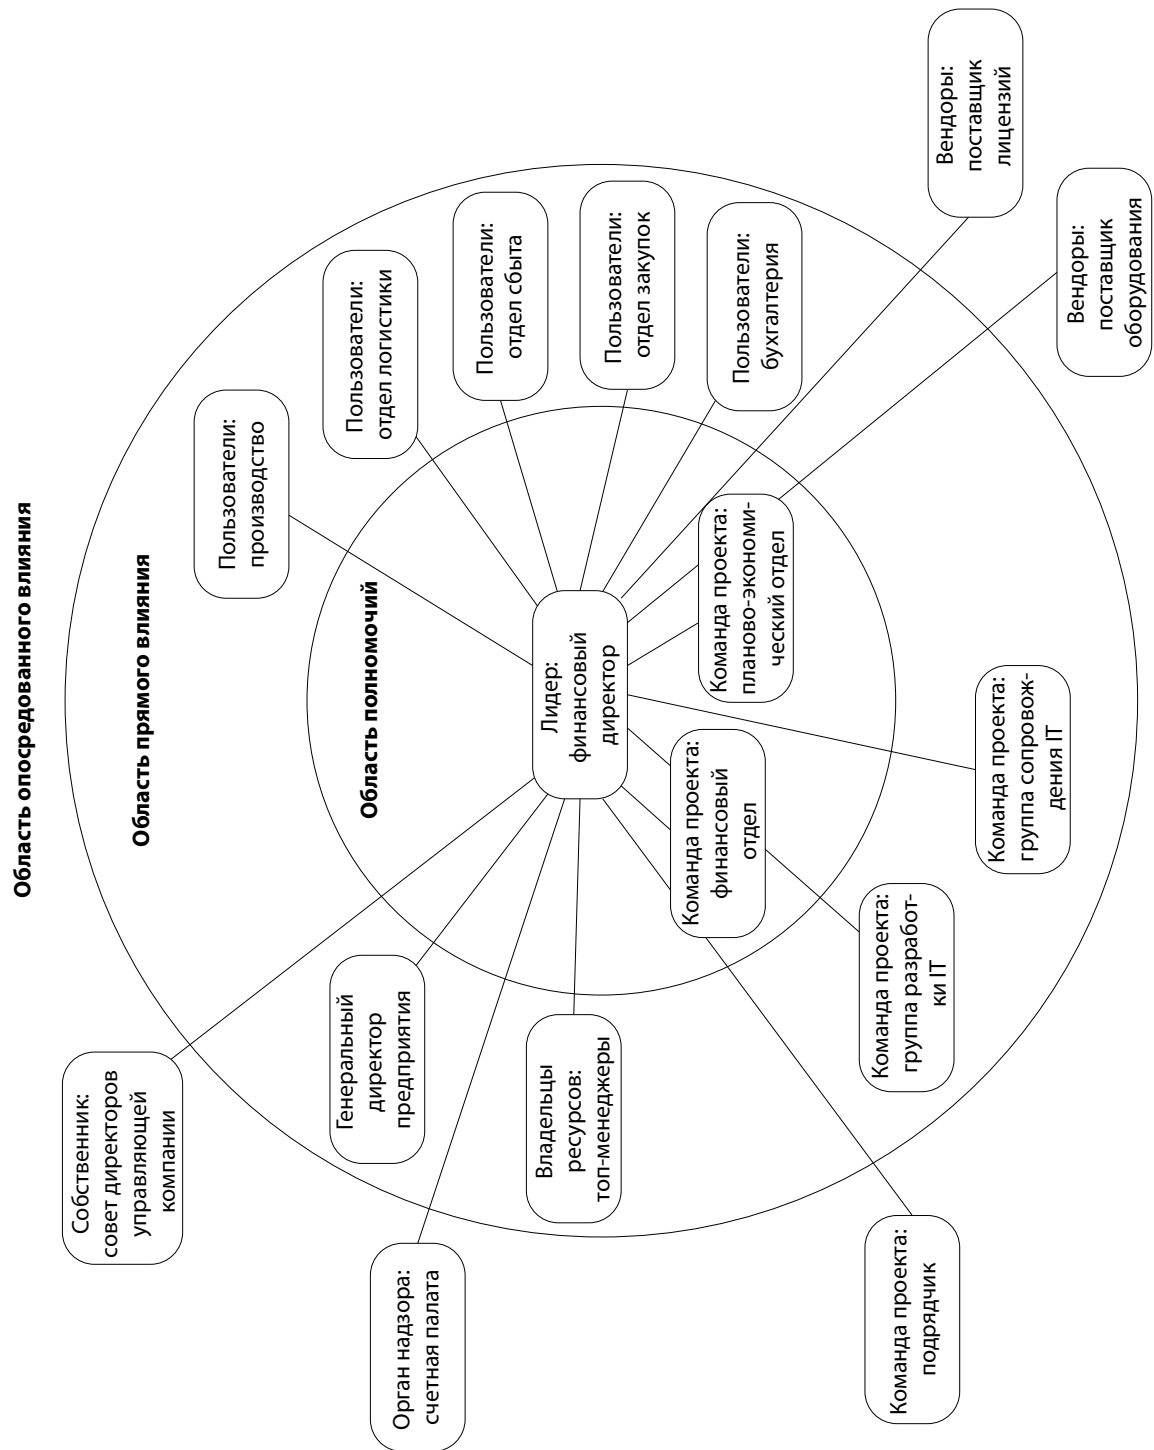 Область опосредованного влияния
Область прямого влияния
Область полномочий
Собственник:
совет директоров
управляющей
компании
Орган надзора:
счетная палата
Генеральный
директор
предприятия
Владельцы
ресурсов:
топ-менеджеры
Команда проекта:
подрядчик
Команда проекта:
группа разработ-
ки IT
Команда проекта:
финансовый
отдел
Лидер:
финансовый
директор
Команда проекта:
группа сопровож-
дения IT
Команда проекта:
планово-экономи-
ческий отдел
Пользователи:
производство
Пользователи:
отдел логистики
Пользователи:
отдел сбыта
Пользователи:
отдел закупок
Пользователи:
бухгалтерия
Вендоры:
поставщик
лицензий
Вендоры:
поставщик
оборудования